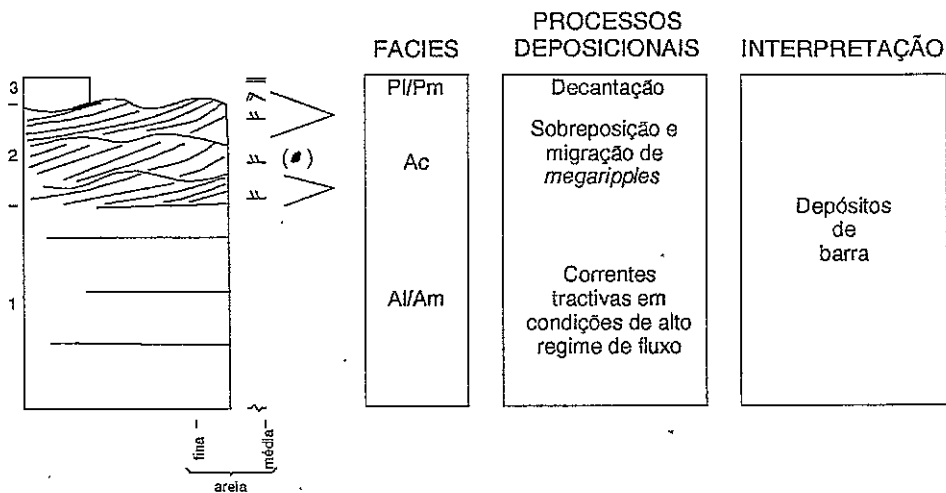 FACIES
PROCESSOS
DEPOSICIONAIS
INTERPRETAÇÃO
3
2
1
Pl/Pm
Ac
Al/Am
Decantação
Sobreposição e
migração de
megaripples
Correntes
tractivas em
condições de alto
regime de fluxo
Depósitos
de
barra
fina
média
areia